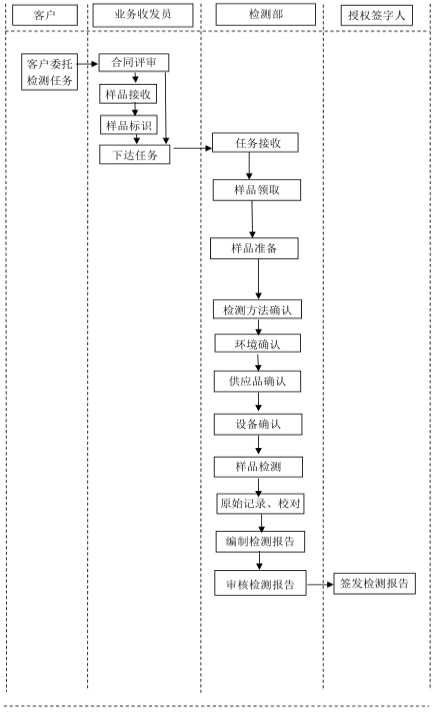 客户
业务收发员
检测部
授权签字人
客户委托
检测任务
合同评审
样品接收
样品标识
下达任务
任务接收
样品领取
样品准备
检测方法确认
环境确认
供应品确认
设备确认
样品检测
原始记录、校对
编制检测报告
审核检测报告
签发检测报告